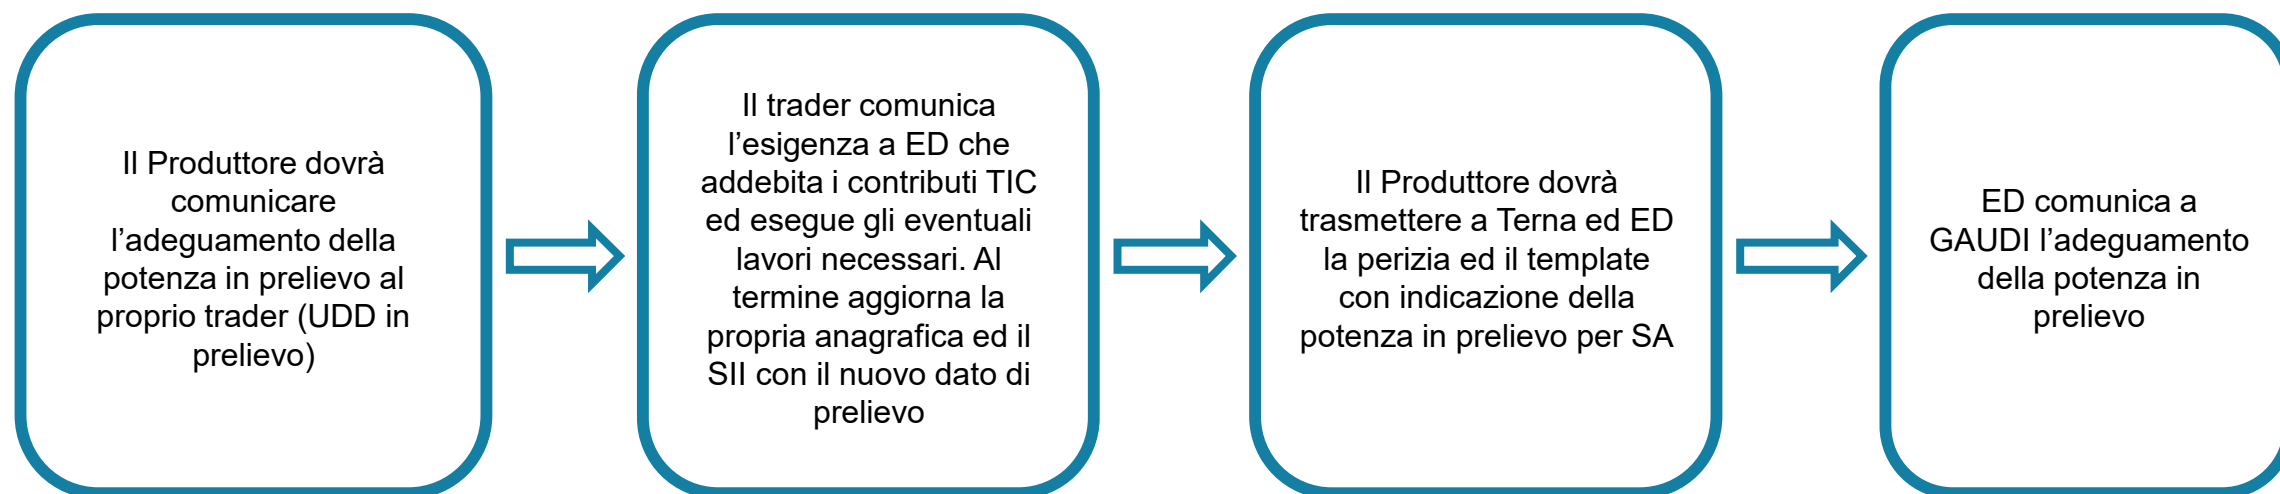 Il Produttore dovrà
comunicare
l’adeguamento della
potenza in prelievo al
proprio trader (UDD in
prelievo)
Il trader comunica
l’esigenza a ED che
addebita i contributi TIC
ed esegue gli eventuali
lavori necessari. Al
termine aggiorna la
propria anagrafica ed il
SII con il nuovo dato di
prelievo
Il Produttore dovrà
trasmettere a Terna ed ED
la perizia ed il template
con indicazione della
potenza in prelievo per SA
ED comunica a
GAUDI l’adeguamento
della potenza in
prelievo